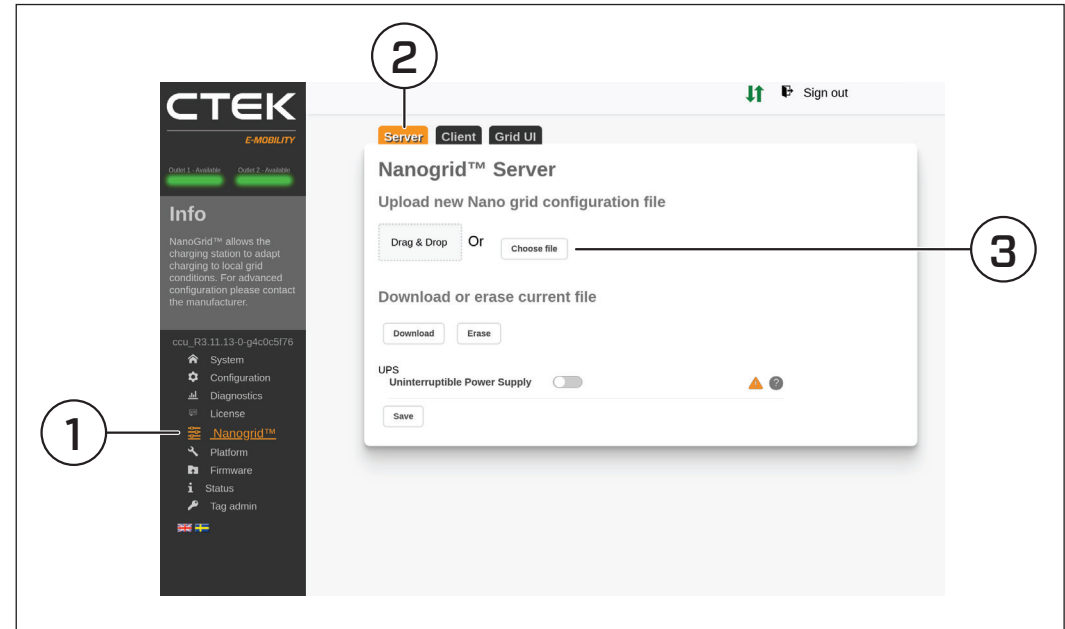 2
CTEK
E-MOBILITY
Sign out
Outlet 1 - Available Outlet 2 - Available
Server Client Grid UI
Nanogrid™ Server
Upload new Nano grid configuration file
Drag & Drop Or Choose file
3
Download or erase current file
Download Erase
UPS
Uninterruptible Power Supply
Save
Info
NanoGrid™ allows the
charging station to adapt
charging to local grid
conditions. For advanced
configuration please contact
the manufacturer.
ccu_R3.11.13-0-g4c0c5f76
System
Configuration
Diagnostics
License
1
Nanogrid™
Platform
Firmware
Status
Tag admin